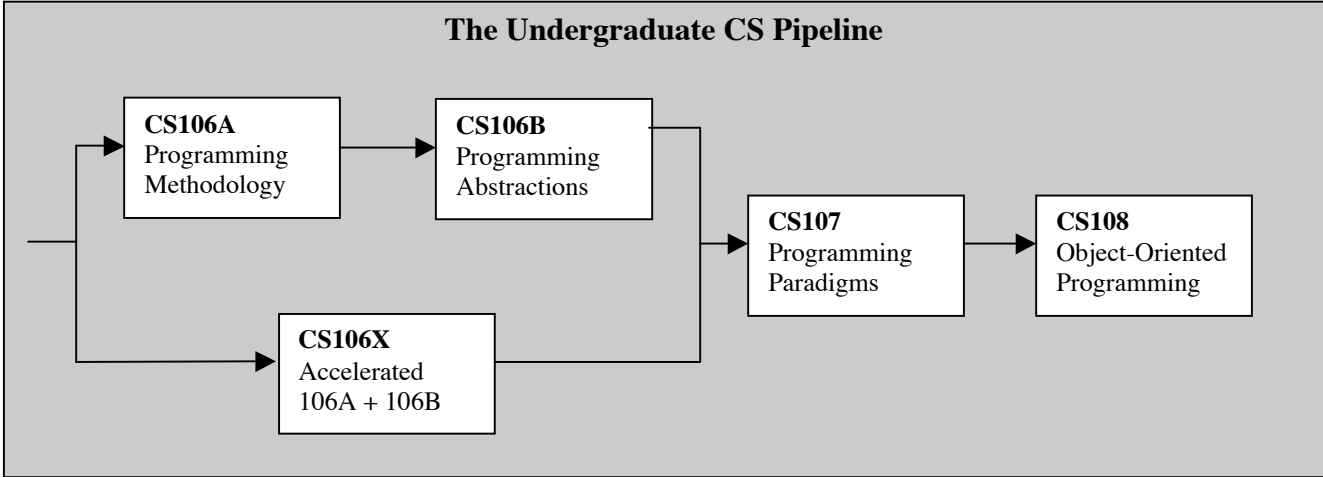 The Undergraduate CS Pipeline
CS106A
Programming
Methodology
CS106B
Programming
Abstractions
CS107
Programming
Paradigms
CS108
Object-Oriented
Programming
CS106X
Accelerated
106A + 106B